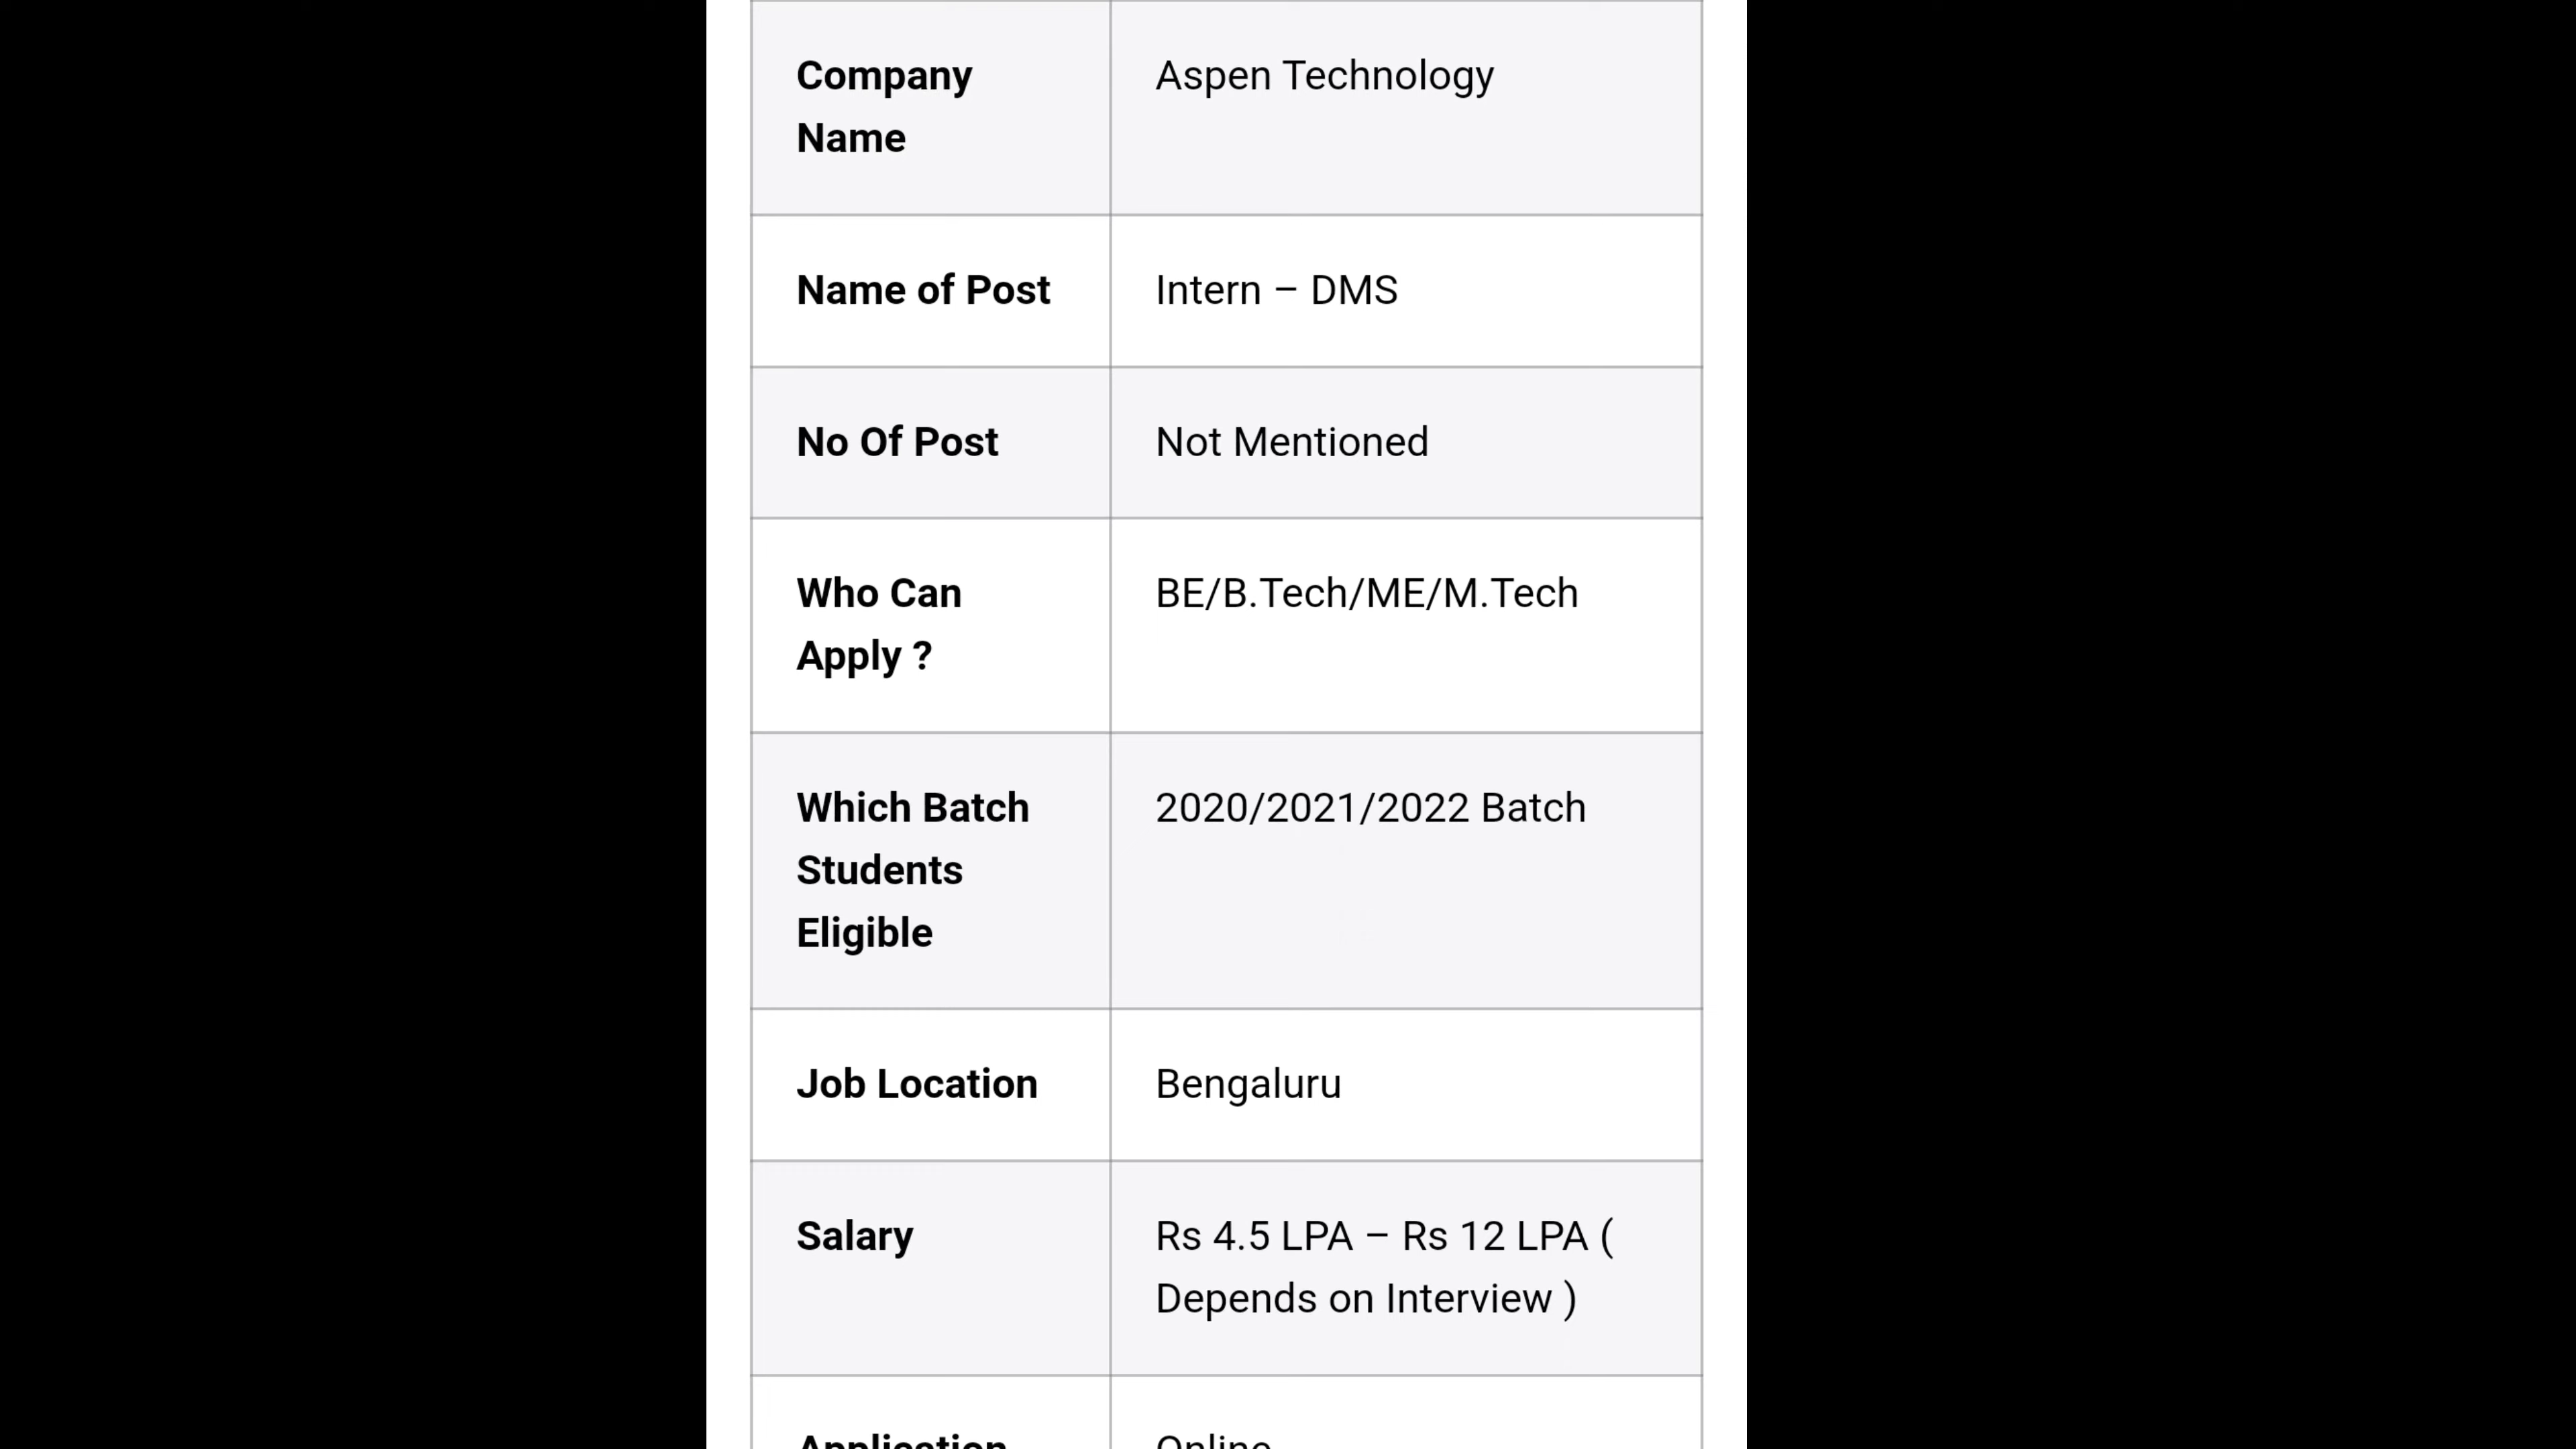 Company Name
Aspen Technology
Name of Post
Intern – DMS
No Of Post
Not Mentioned
Who Can Apply ?
BE/B.Tech/ME/M.Tech
Which Batch Students Eligible
2020/2021/2022 Batch
Job Location
Bengaluru
Salary
Rs 4.5 LPA – Rs 12 LPA (
Depends on Interview )
Application
Online